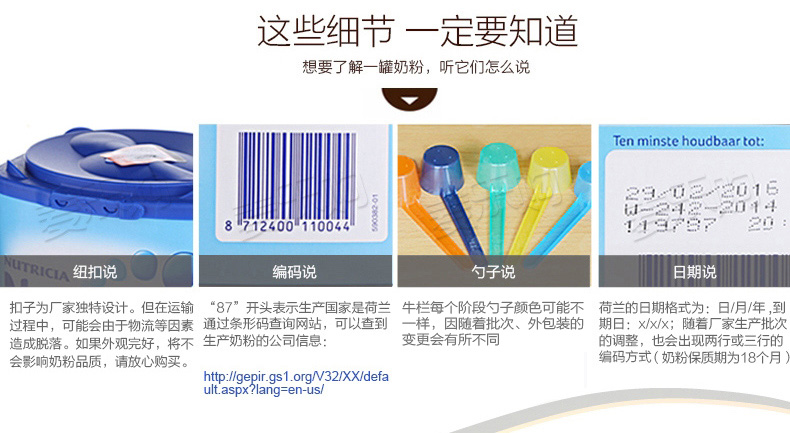 这些细节 一定要知道
想要了解一罐奶粉，听它们怎么说
NUTRICIA
纽扣说
扣子为厂家独特设计。但在运输
过程中，可能会由于物流等因素
造成脱落。如果外观完好，将不
会影响奶粉品质，请放心购买。
8 712400 110044
590382-01
编码说
“87”开头表示生产国家是荷兰
通过条形码查询网站，可以查到
生产奶粉的公司信息：
http://gepir.gs1.org/V32/XX/defa
ult.aspx?lang=en-us/
勺子说
牛栏每个阶段勺子颜色可能不
一样，因随着批次、外包装的
变更会有所不同
Ten minste houdbaar tot:
29/02/2016
W-242-2014
119797 20:
日期说
荷兰的日期格式为：日/月/年 ,到
期日：x/x/x；随着厂家生产批次
的调整，也会出现两行或三行的
编码方式（奶粉保质期为18个月）